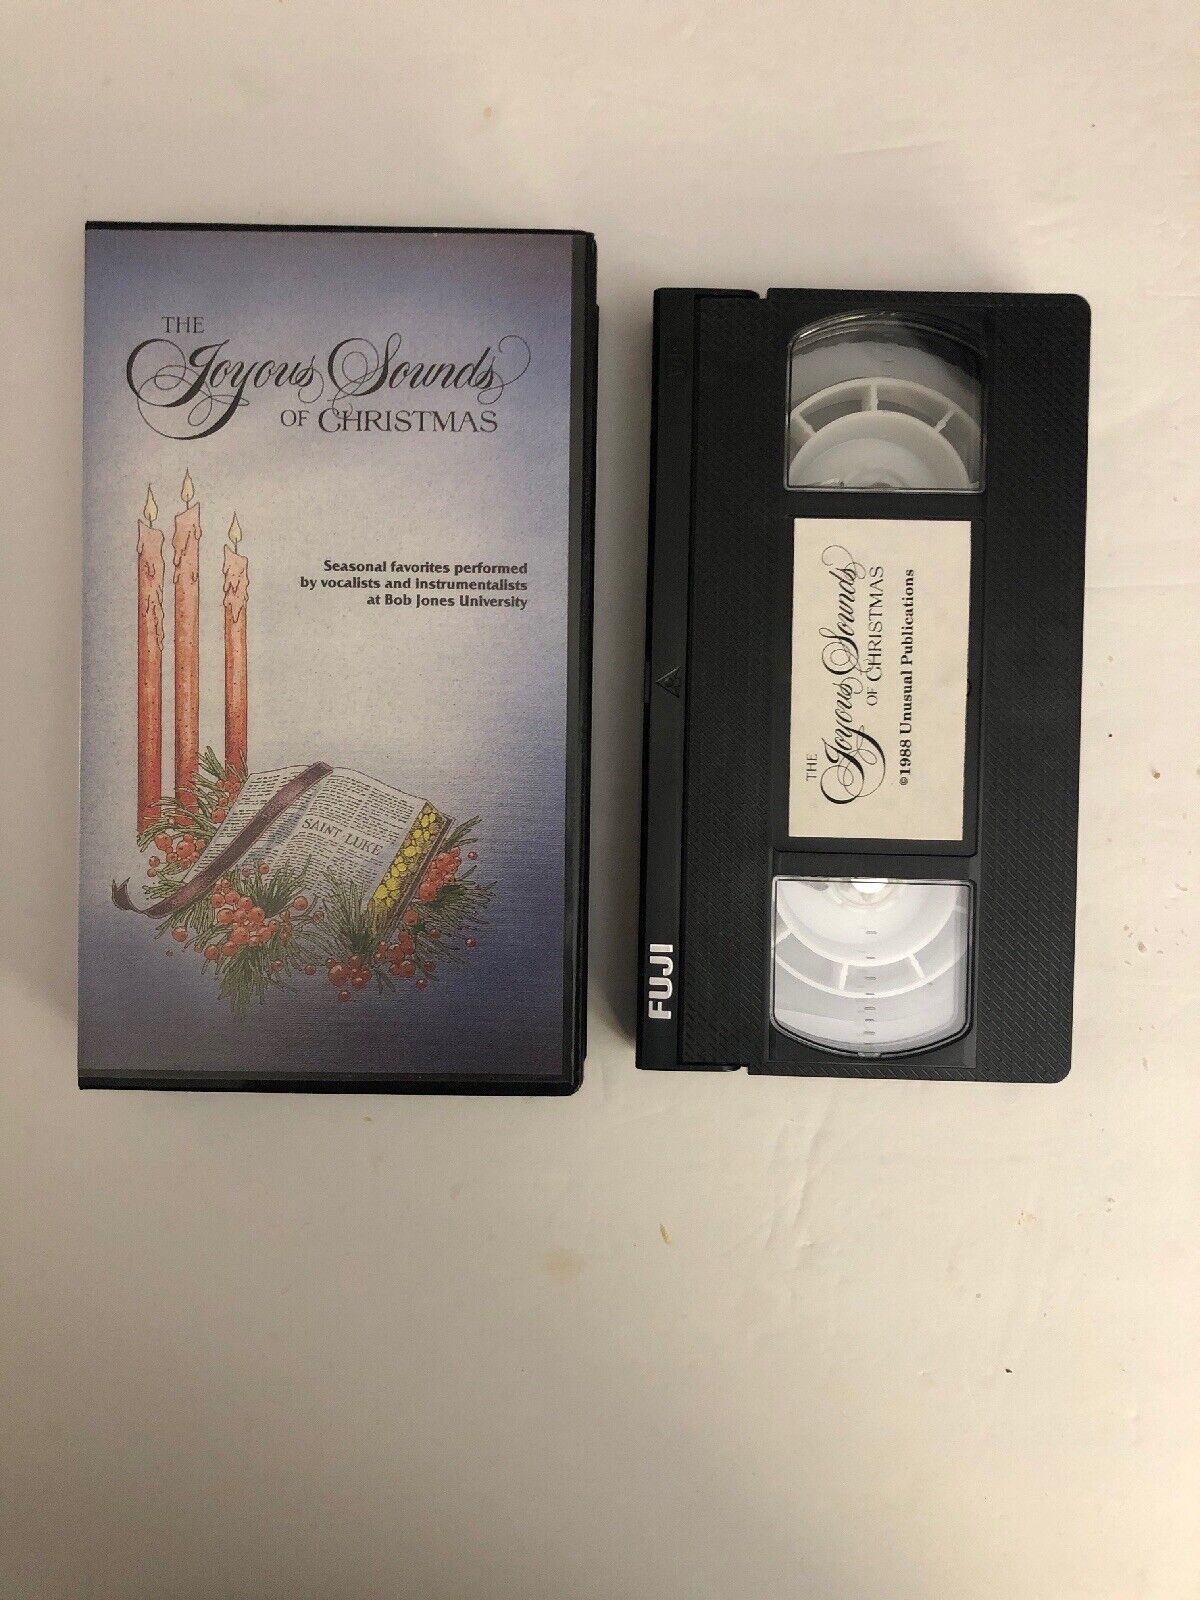 THE
Joyous Sounds
OF CHRISTMAS
Seasonal favorites performed
by vocalists and instrumentalists
at Bob Jones University
SAINT LUKE
THE
Joyous Sounds
OF CHRISTMAS
©1988 Unusual Publications
FUJI